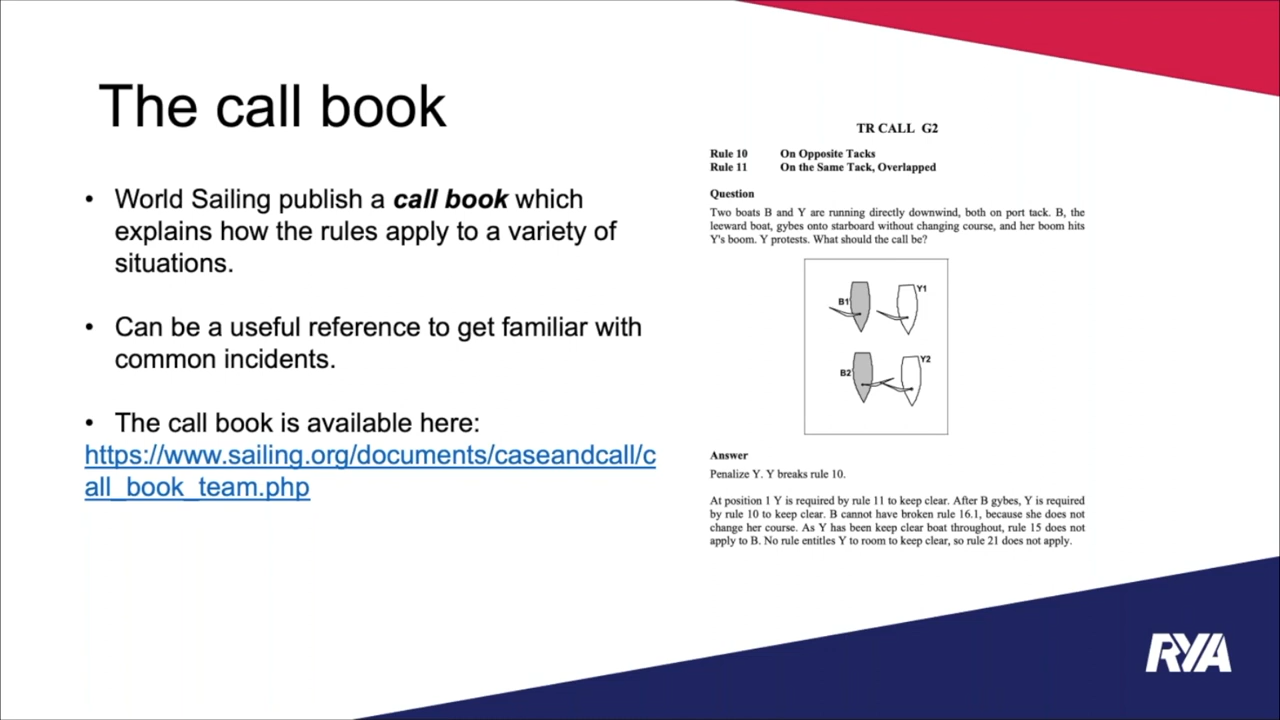 The call book
• World Sailing publish a call book which
explains how the rules apply to a variety of
situations.
• Can be a useful reference to get familiar with
common incidents.
• The call book is available here:
https://www.sailing.org/documents/caseandcall/c
all_book_team.php
TR CALL G2
Rule 10 On Opposite Tacks
Rule 11 On the Same Tack, Overlapped
Question
Two boats B and Y are running directly downwind, both on port tack. B, the
leeward boat, gybes onto starboard without changing course, and her boom hits
Y's boom. Y protests. What should the call be?
B1
Y1
B2
Y2
Answer
Penalize Y. Y breaks rule 10.
At position 1 Y is required by rule 11 to keep clear. After B gybes, Y is required
by rule 10 to keep clear. B cannot have broken rule 16.1, because she does not
change her course. As Y has been keep clear boat throughout, rule 15 does not
apply to B. No rule entitles Y to room to keep clear, so rule 21 does not apply.
RYA